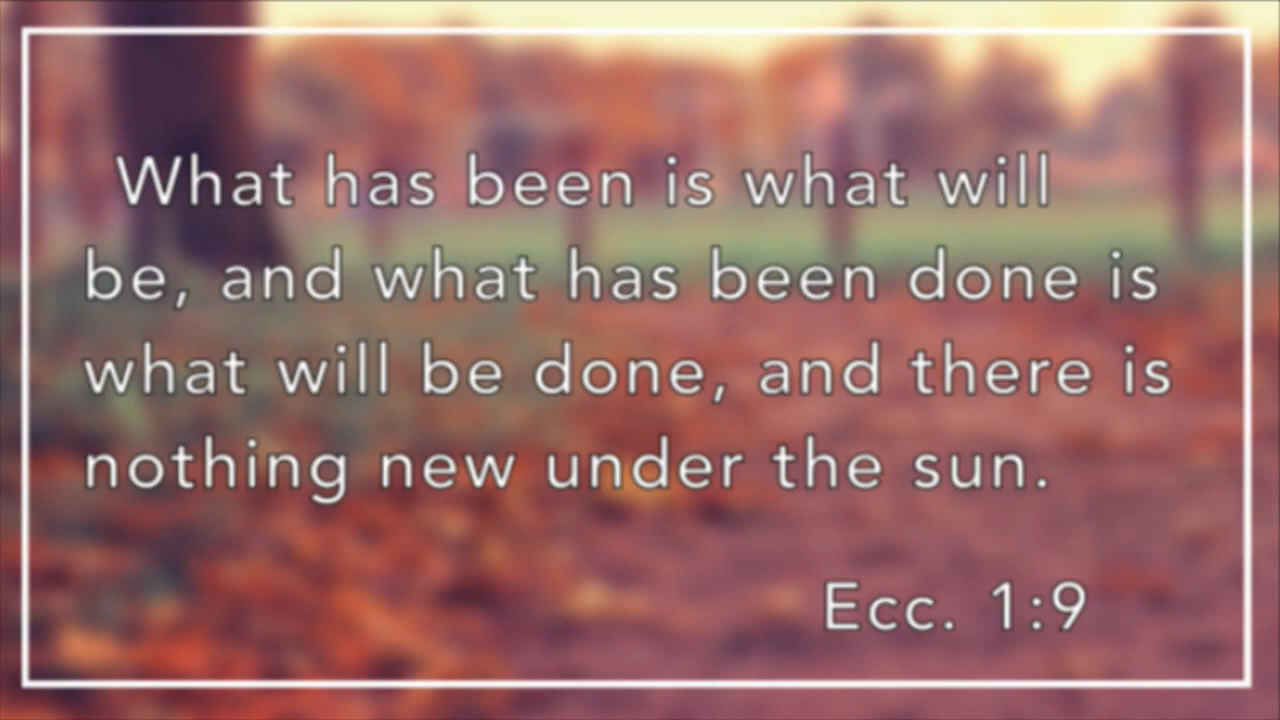 What has been is what will
be, and what has been done is
what will be done, and there is
nothing new under the sun.
Ecc. 1:9